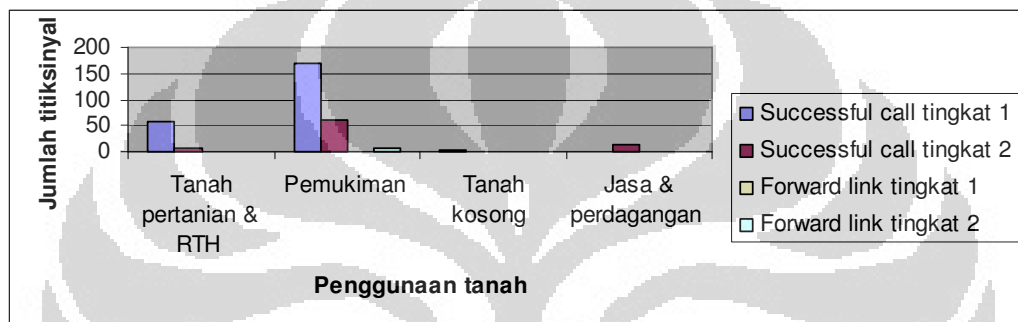 Jumlah titiksinyal
200
150
100
50
0
Tanah pertanian & RTH
Pemukiman
Tanah kosong
Jasa & perdagangan
Penggunaan tanah
Successful call tingkat 1
Successful call tingkat 2
Forward link tingkat 1
Forward link tingkat 2